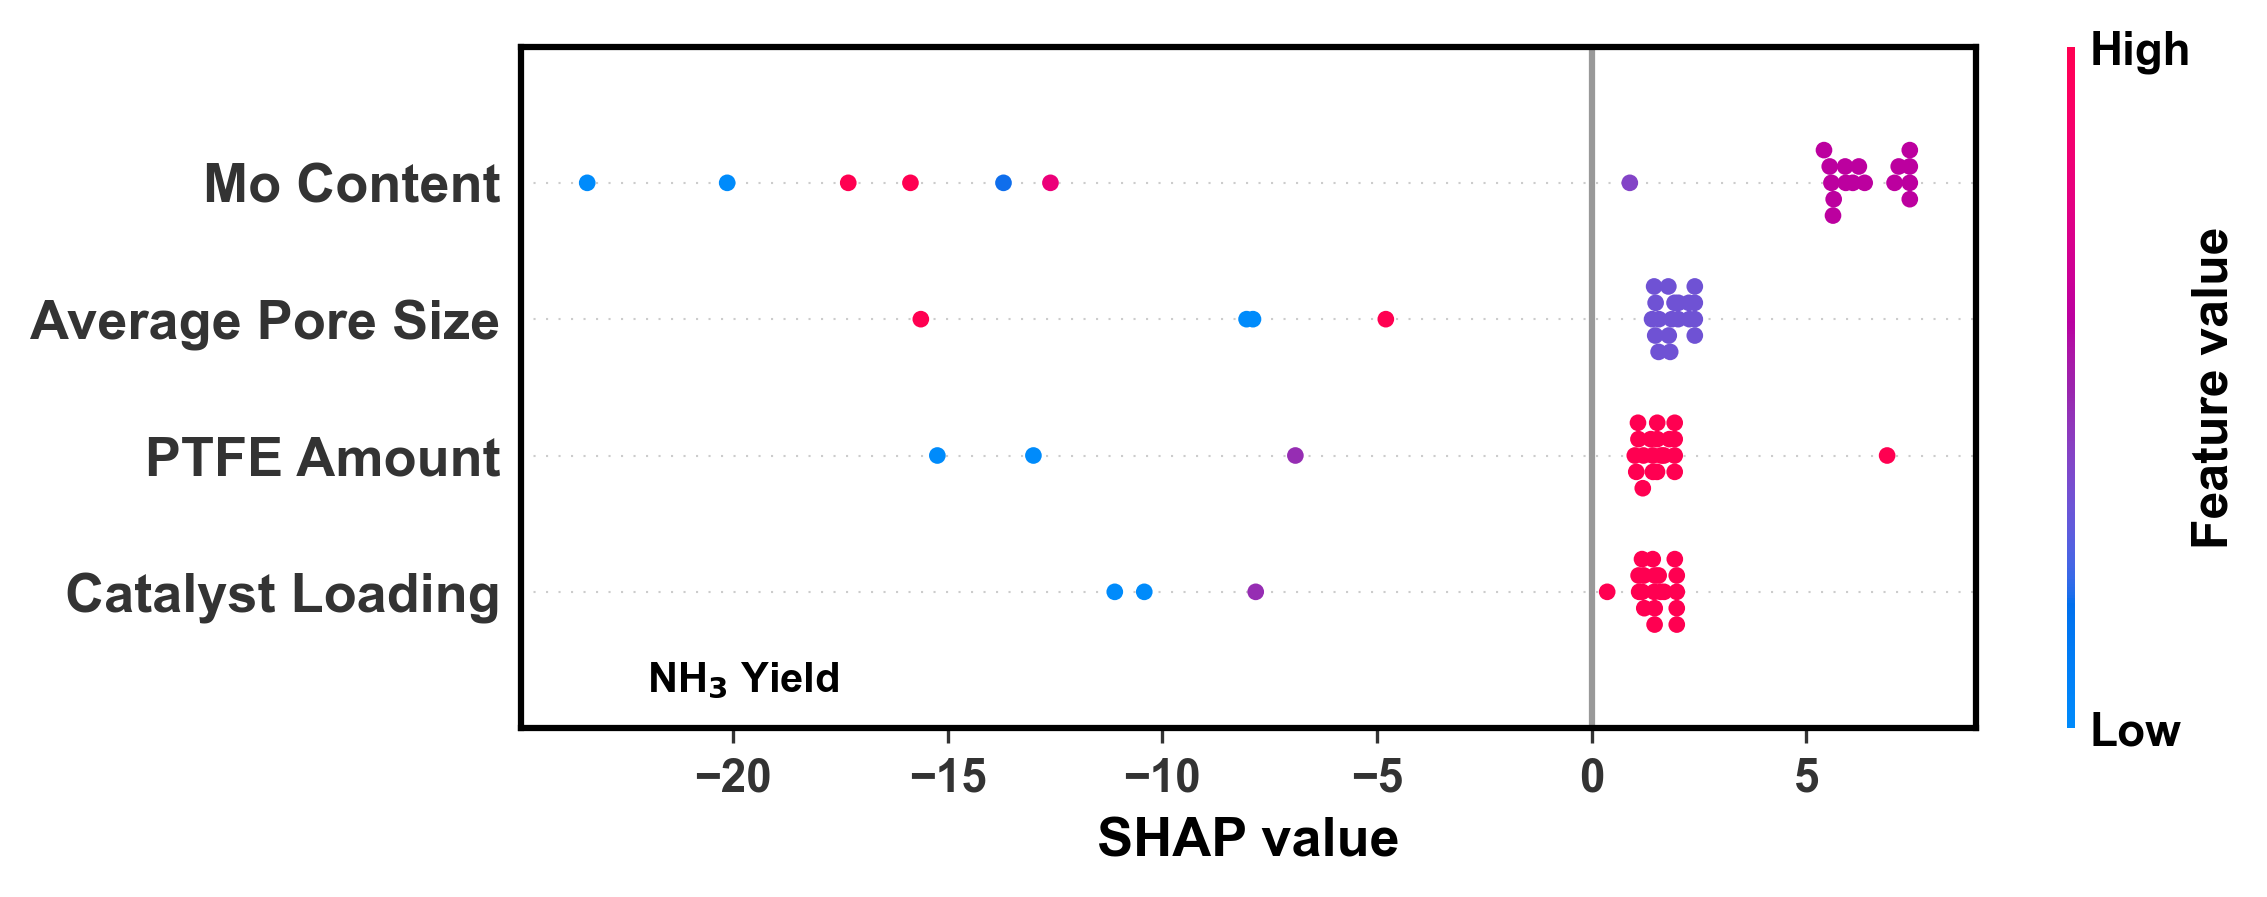 High
Mo Content
Average Pore Size
PTFE Amount
Catalyst Loading
NH₃ Yield
Feature value
Low
−20 −15 −10 −5 0 5
SHAP value